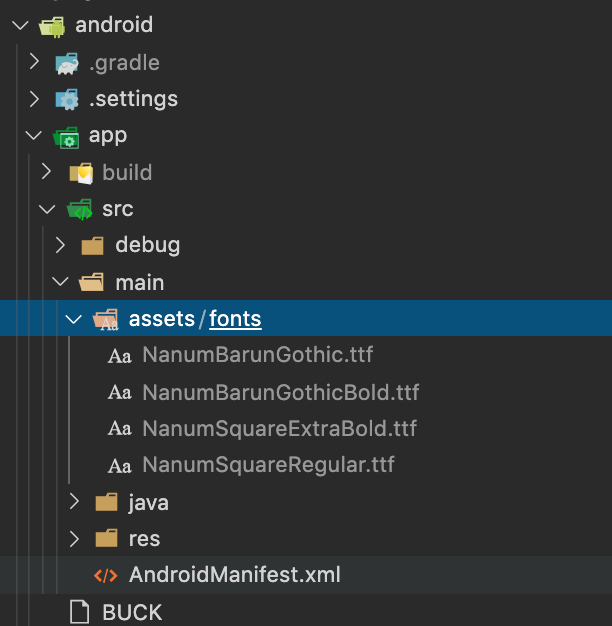 android
.gradle
.settings
app
build
src
debug
main
assets/fonts
Aa NanumBarunGothic.ttf
Aa NanumBarunGothicBold.ttf
Aa NanumSquareExtraBold.ttf
Aa NanumSquareRegular.ttf
java
res
AndroidManifest.xml
BUCK